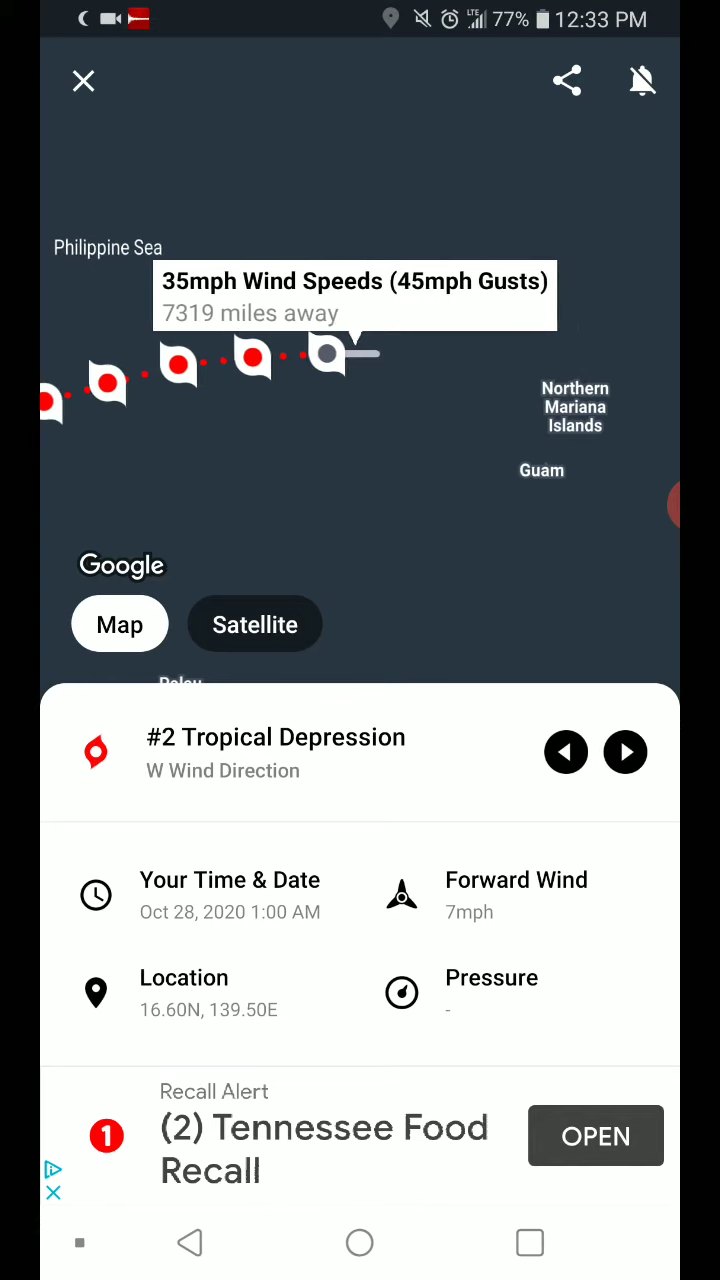 LTE 77% 12:33 PM
Philippine Sea
35mph Wind Speeds (45mph Gusts)
7319 miles away
Northern
Mariana
Islands
Guam
Google
Map
Satellite
Palau
#2 Tropical Depression
W Wind Direction
Your Time & Date
Oct 28, 2020 1:00 AM
Forward Wind
7mph
Location
16.60N, 139.50E
Pressure
-
Recall Alert
1
(2) Tennessee Food
Recall
OPEN